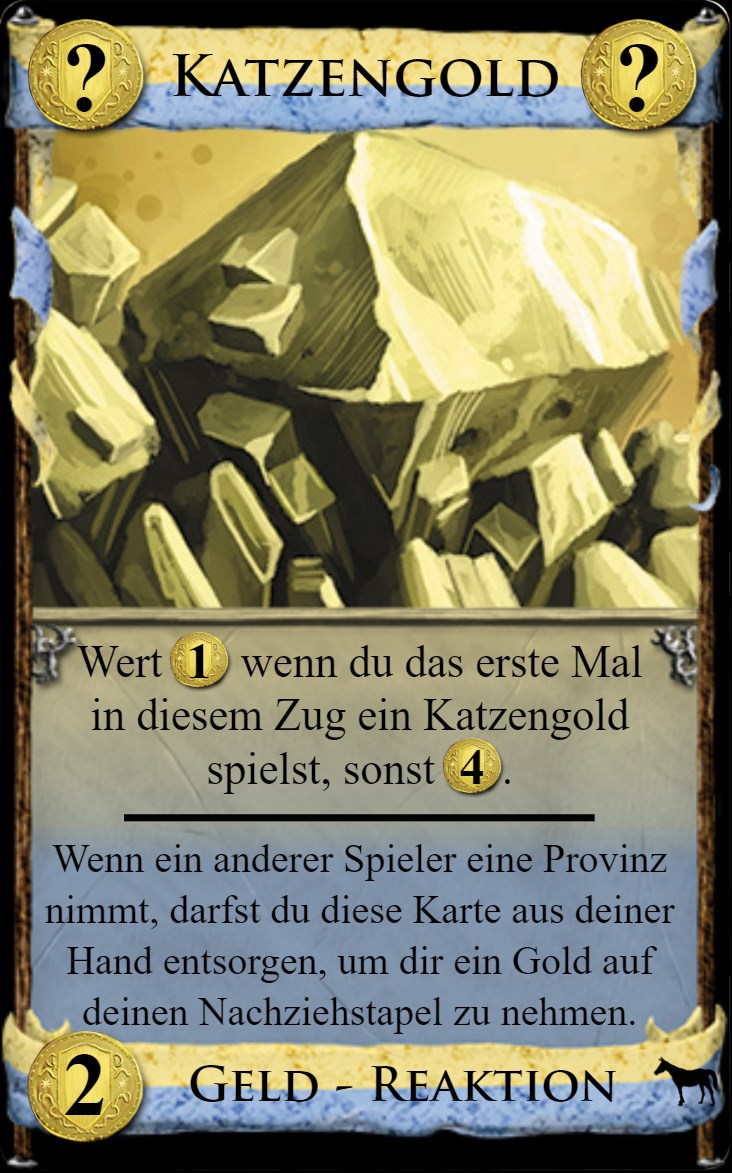 ? KATZENGOLD ?
Wert 1 wenn du das erste Mal
in diesem Zug ein Katzengold
spielst, sonst 4.
Wenn ein anderer Spieler eine Provinz
nimmt, darfst du diese Karte aus deiner
Hand entsorgen, um dir ein Gold auf
deinen Nachziehstapel zu nehmen.
2 GELD - REAKTION